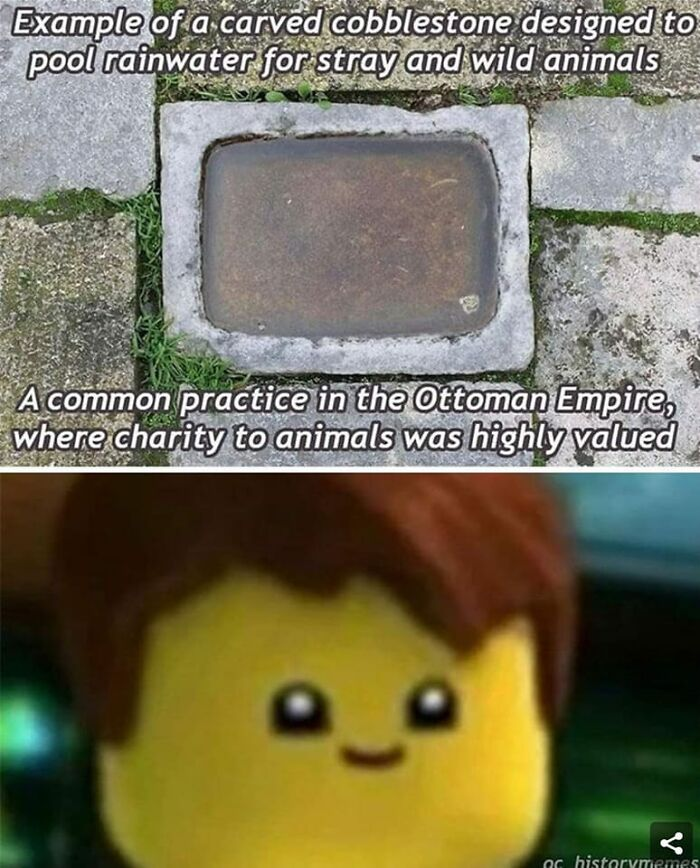 Example of a carved cobblestone designed to
pool rainwater for stray and wild animals
A common practice in the Ottoman Empire,
where charity to animals was highly valued
oc_historymemes